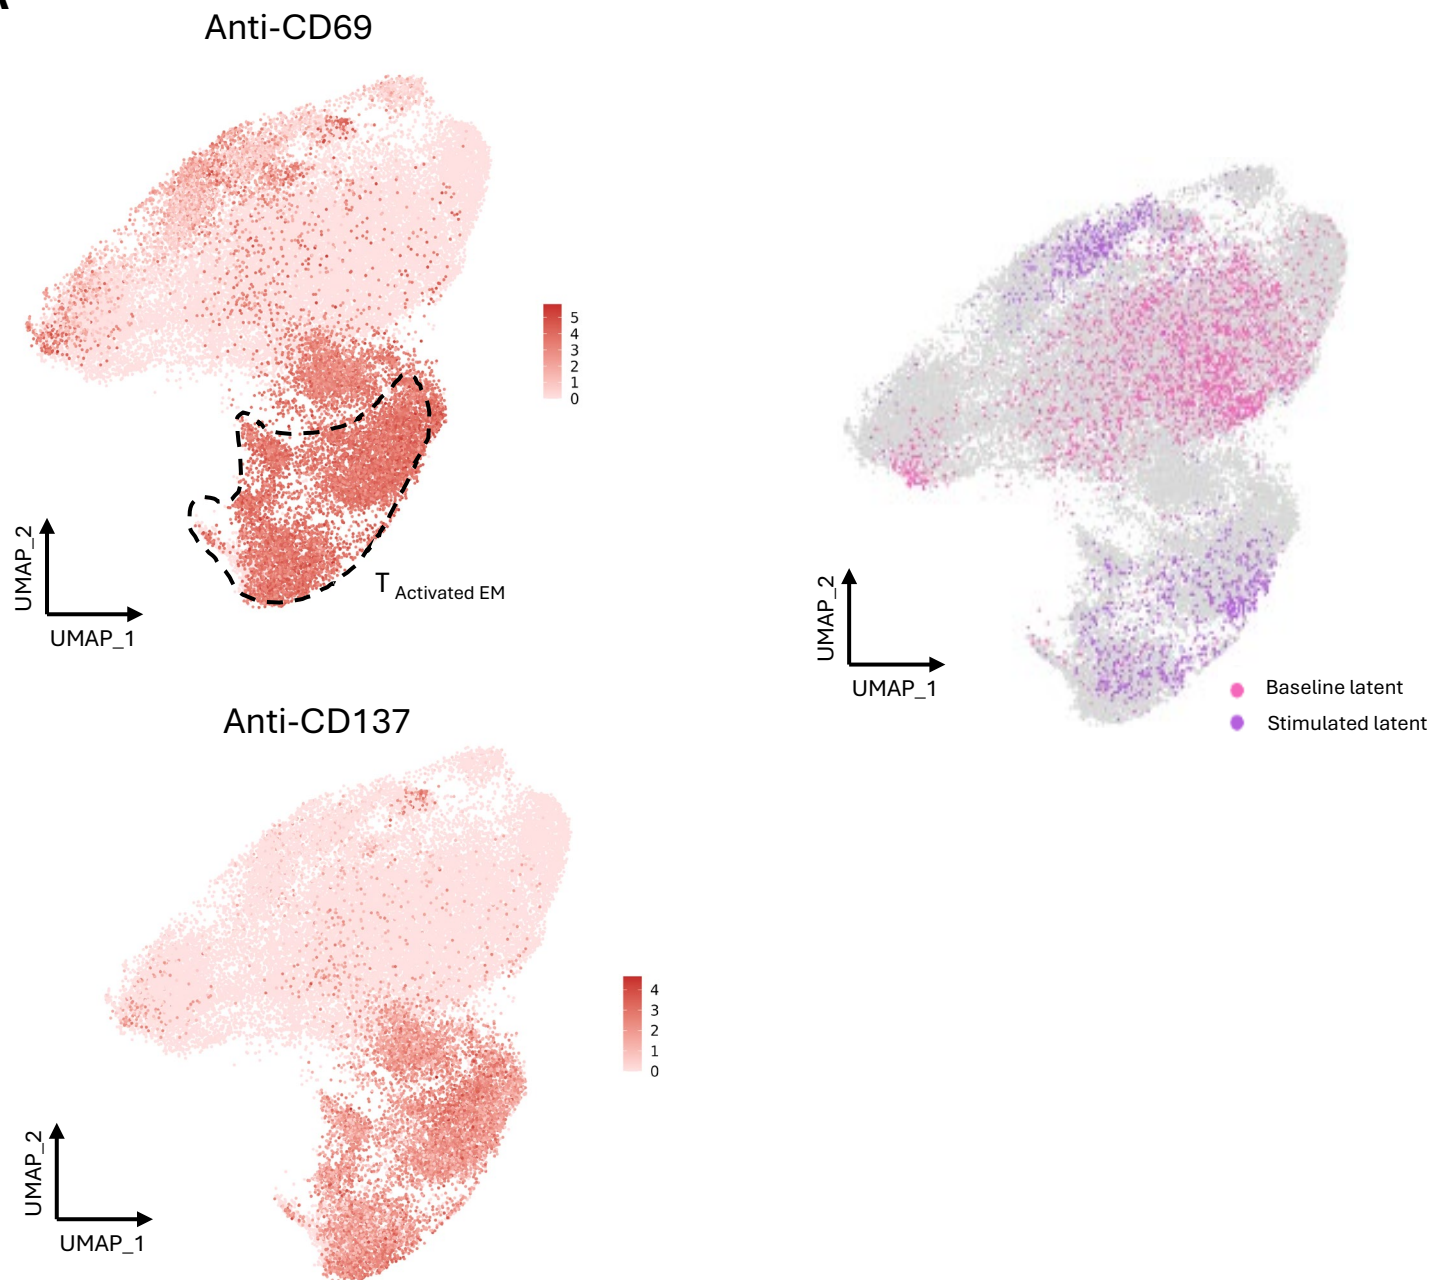 Anti-CD69
5
4
3
2
1
0
T Activated EM
UMAP_2
UMAP_1
UMAP_2
UMAP_1
Baseline latent
Stimulated latent
Anti-CD137
4
3
2
1
0
UMAP_2
UMAP_1